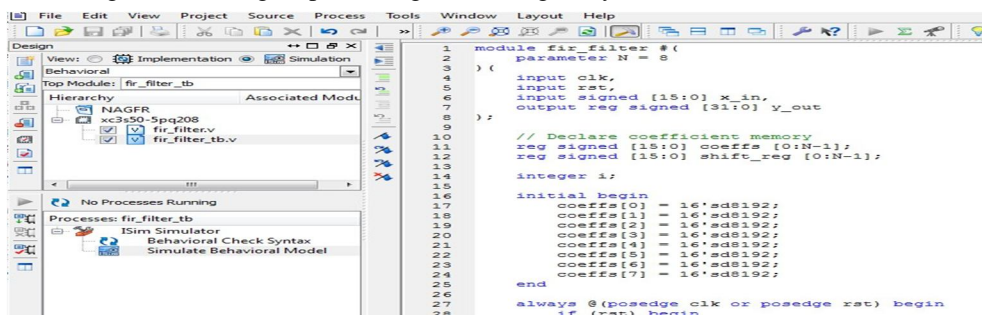 File Edit View Project Source Process Tools Window Layout Help
Design
View: Implementation Simulation
Behavioral
Top Module: fir_filter_tb
Hierarchy Associated Modu
NAGFR
xc3s50-5pq208
fir_filter.v
fir_filter_tb.v
No Processes Running
Processes: fir_filter_tb
ISim Simulator
Behavioral Check Syntax
Simulate Behavioral Model
1 module fir_filter #(
2 parameter N = 8
3 )(
4 input clk,
5 input rst,
6 input signed [15:0] x_in,
7 output reg signed [31:0] y_out
8 );
9
10 // Declare coefficient memory
11 reg signed [15:0] coeffs [0:N-1];
12 reg signed [15:0] shift_reg [0:N-1];
13
14 integer i;
15
16 initial begin
17 coeffs[0] = 16'sd8192;
18 coeffs[1] = 16'sd8192;
19 coeffs[2] = 16'sd8192;
20 coeffs[3] = 16'sd8192;
21 coeffs[4] = 16'sd8192;
22 coeffs[5] = 16'sd8192;
23 coeffs[6] = 16'sd8192;
24 coeffs[7] = 16'sd8192;
25 end
26
27 always @(posedge clk or posedge rst) begin
28 if (rst) begin